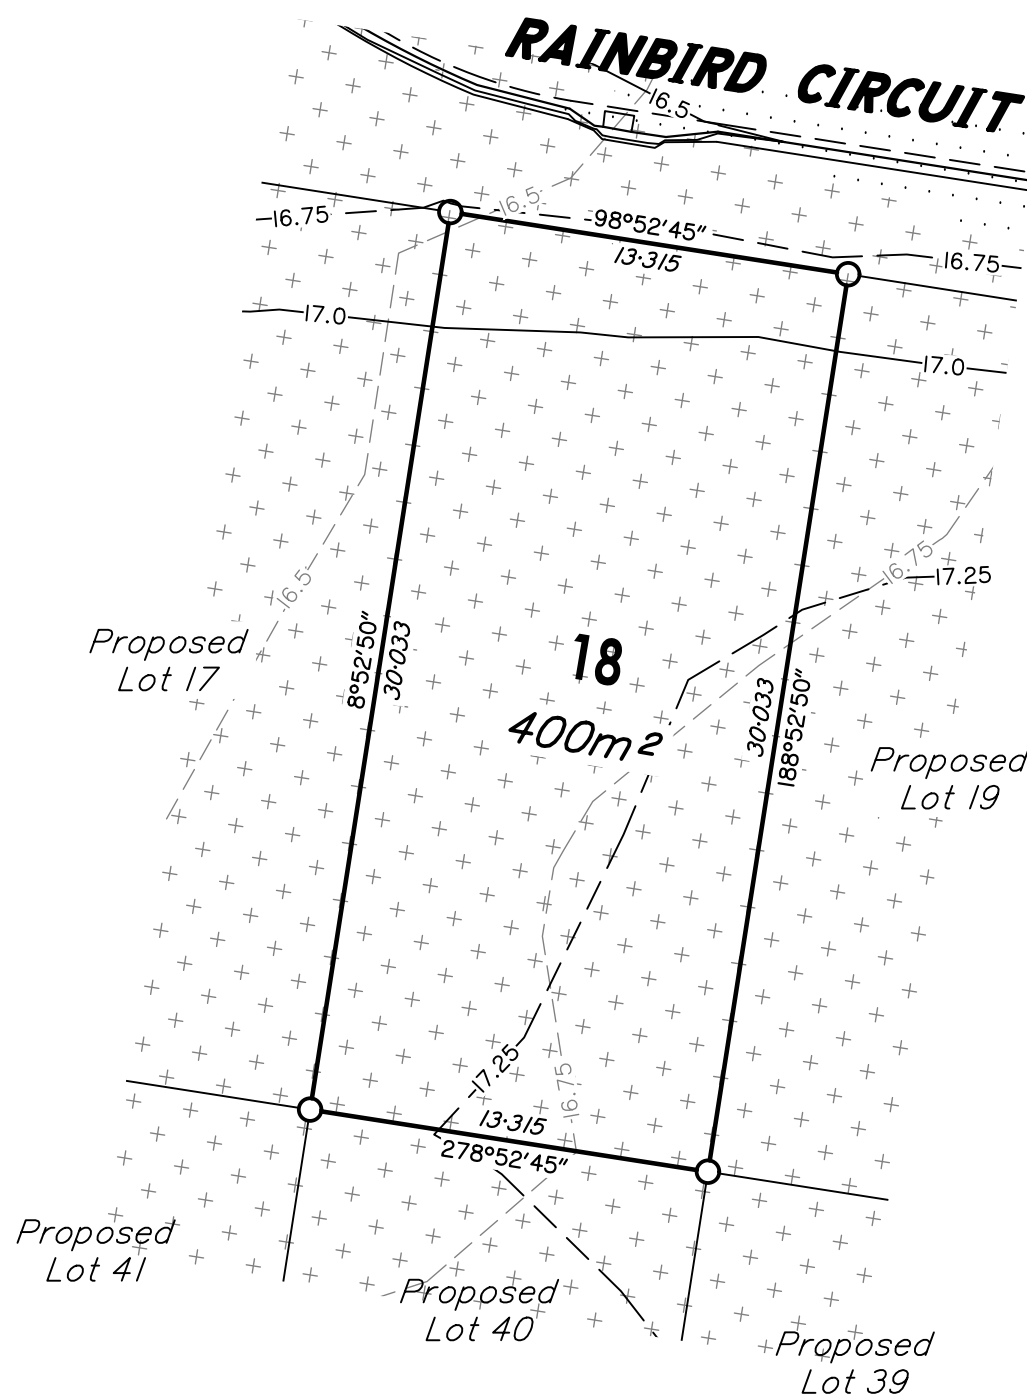 RAINBIRD CIRCUIT
16.5
16.5
16.75
98°52'45"
13·315
16.75
17.0
17.0
16.75
17.25
16.5
Proposed
Lot 17
8°52'50"
30·033
18
400m²
30·033
188°52'50"
Proposed
Lot 19
17.25
16.75
13·315
278°52'45"
Proposed
Lot 41
Proposed
Lot 40
Proposed
Lot 39